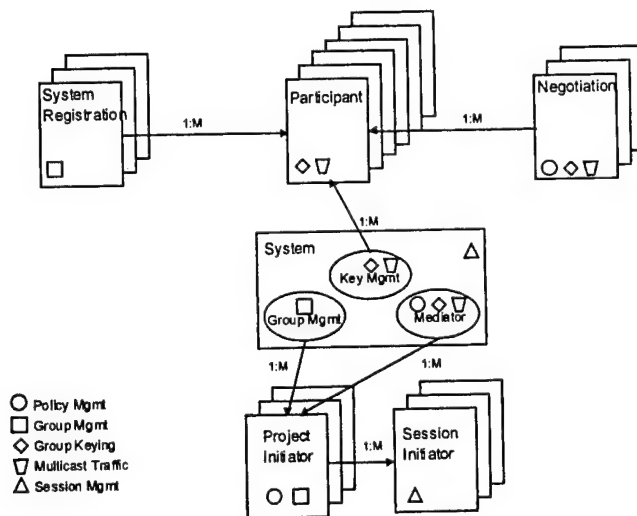 System
Registration
Participant
Negotiation
1:M
1:M
1:M
System
Key Mgmt
Group Mgmt
Mediator
1:M
1:M
Policy Mgmt
Group Mgmt
Group Keying
Multicast Traffic
Session Mgmt
Project
Initiator
1:M
Session
Initiator